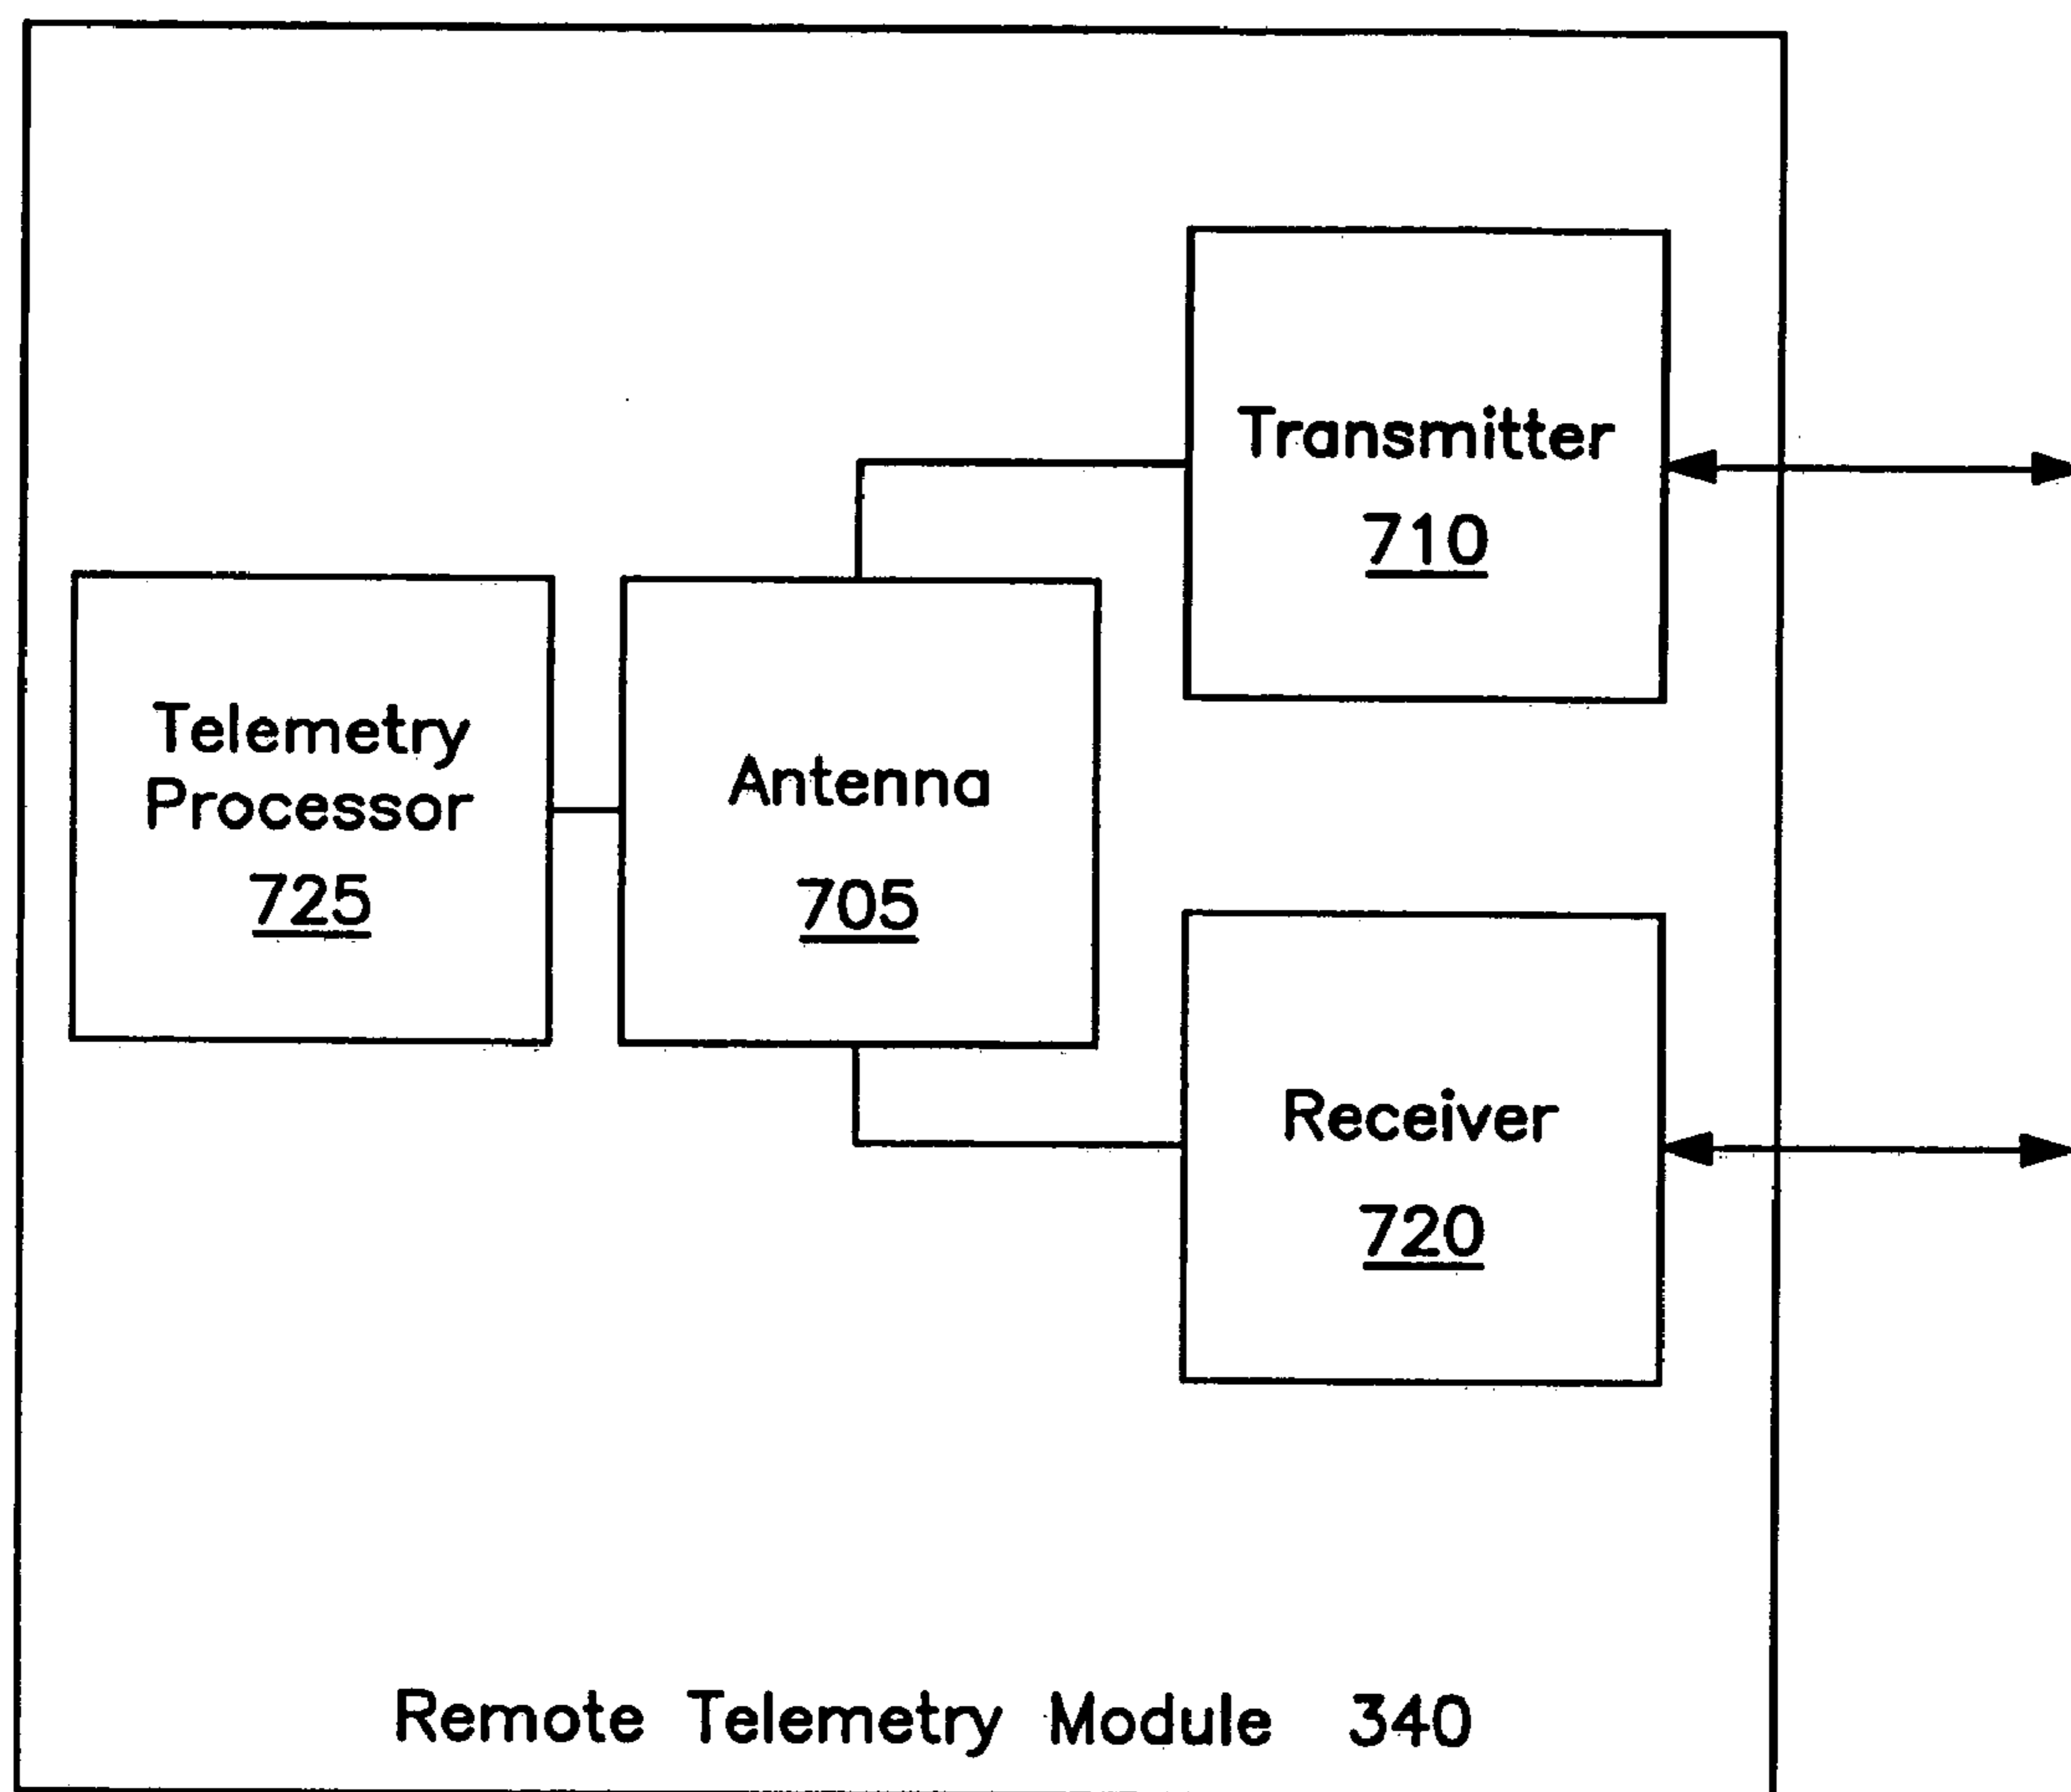 Transmitter
710
Telemetry
Processor
725
Antenna
705
Receiver
720
Remote Telemetry Module 340